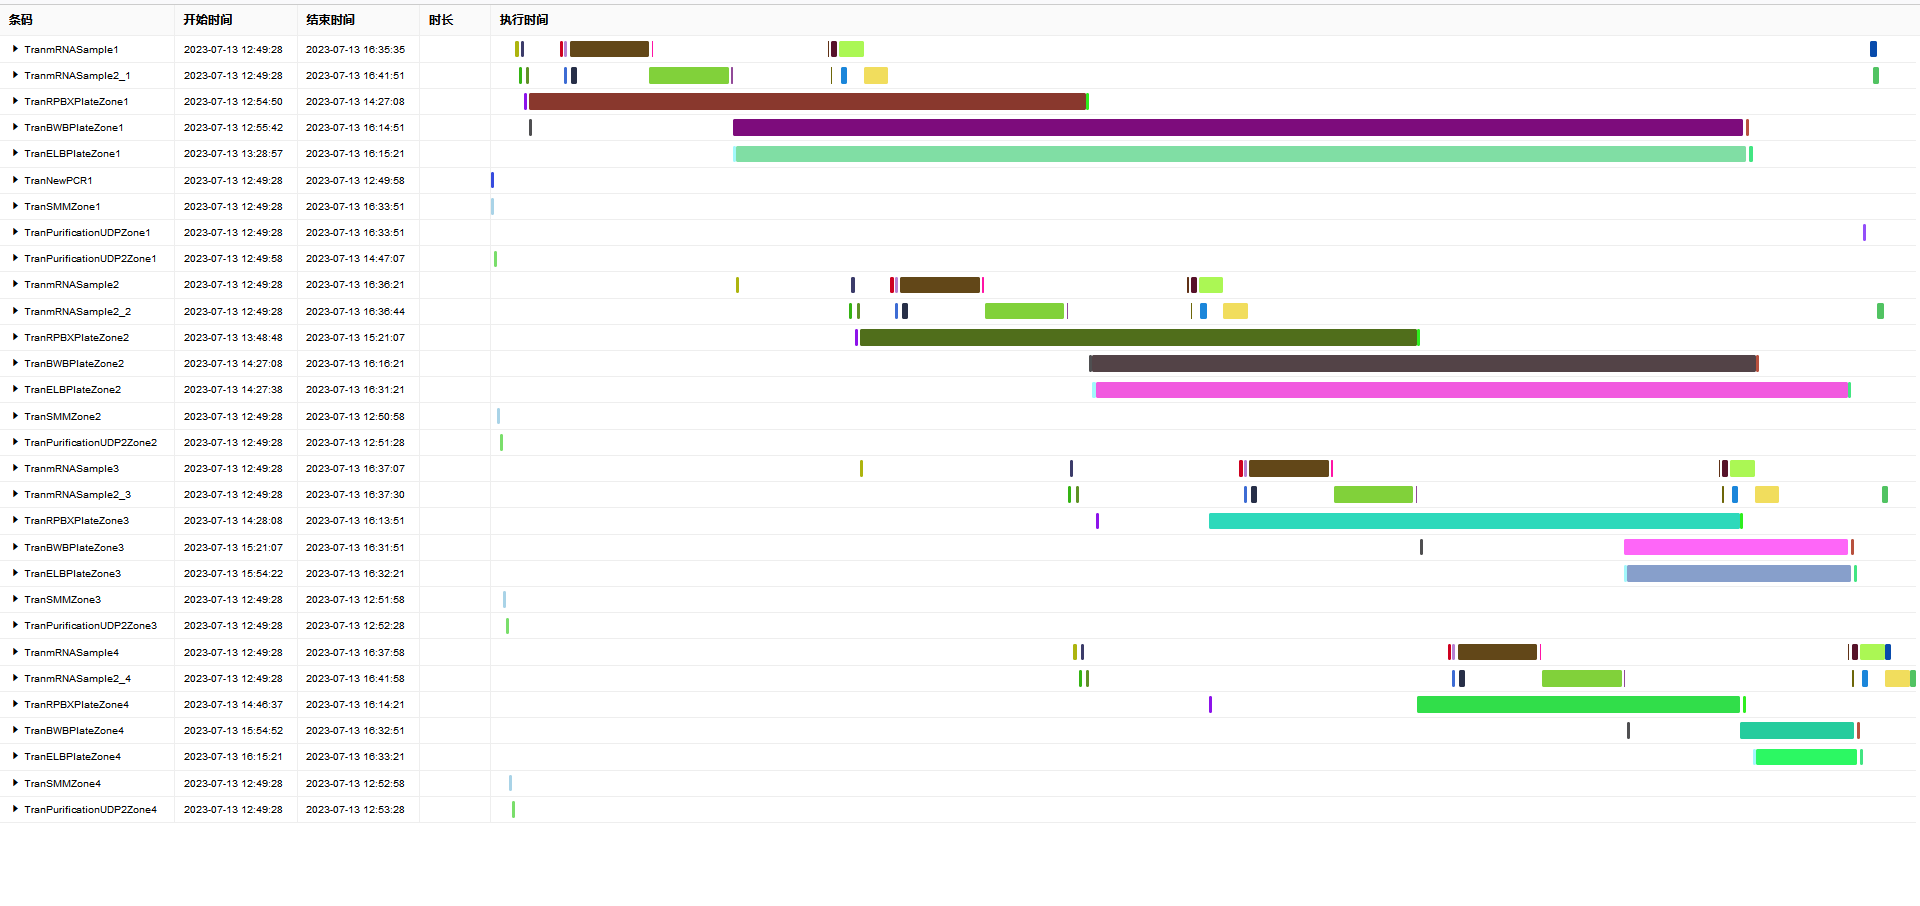 条码 开始时间 结束时间 时长 执行时间
TranmRNASample1 2023-07-13 12:49:28 2023-07-13 16:35:35
TranmRNASample2_1 2023-07-13 12:49:28 2023-07-13 16:41:51
TranRPBXPlateZone1 2023-07-13 12:54:50 2023-07-13 14:27:08
TranBWBPlateZone1 2023-07-13 12:55:42 2023-07-13 16:14:51
TranELBPlateZone1 2023-07-13 13:28:57 2023-07-13 16:15:21
TranNewPCR1 2023-07-13 12:49:28 2023-07-13 12:49:58
TranSMMZone1 2023-07-13 12:49:28 2023-07-13 16:33:51
TranPurificationUDPZone1 2023-07-13 12:49:28 2023-07-13 16:33:51
TranPurificationUDP2Zone1 2023-07-13 12:49:58 2023-07-13 14:47:07
TranmRNASample2 2023-07-13 12:49:28 2023-07-13 16:36:21
TranmRNASample2_2 2023-07-13 12:49:28 2023-07-13 16:36:44
TranRPBXPlateZone2 2023-07-13 13:48:48 2023-07-13 15:21:07
TranBWBPlateZone2 2023-07-13 14:27:08 2023-07-13 16:16:21
TranELBPlateZone2 2023-07-13 14:27:38 2023-07-13 16:31:21
TranSMMZone2 2023-07-13 12:49:28 2023-07-13 12:50:58
TranPurificationUDP2Zone2 2023-07-13 12:49:28 2023-07-13 12:51:28
TranmRNASample3 2023-07-13 12:49:28 2023-07-13 16:37:07
TranmRNASample2_3 2023-07-13 12:49:28 2023-07-13 16:37:30
TranRPBXPlateZone3 2023-07-13 14:28:08 2023-07-13 16:13:51
TranBWBPlateZone3 2023-07-13 15:21:07 2023-07-13 16:31:51
TranELBPlateZone3 2023-07-13 15:54:22 2023-07-13 16:32:21
TranSMMZone3 2023-07-13 12:49:28 2023-07-13 12:51:58
TranPurificationUDP2Zone3 2023-07-13 12:49:28 2023-07-13 12:52:28
TranmRNASample4 2023-07-13 12:49:28 2023-07-13 16:37:58
TranmRNASample2_4 2023-07-13 12:49:28 2023-07-13 16:41:58
TranRPBXPlateZone4 2023-07-13 14:46:37 2023-07-13 16:14:21
TranBWBPlateZone4 2023-07-13 15:54:52 2023-07-13 16:32:51
TranELBPlateZone4 2023-07-13 16:15:21 2023-07-13 16:33:21
TranSMMZone4 2023-07-13 12:49:28 2023-07-13 12:52:58
TranPurificationUDP2Zone4 2023-07-13 12:49:28 2023-07-13 12:53:28